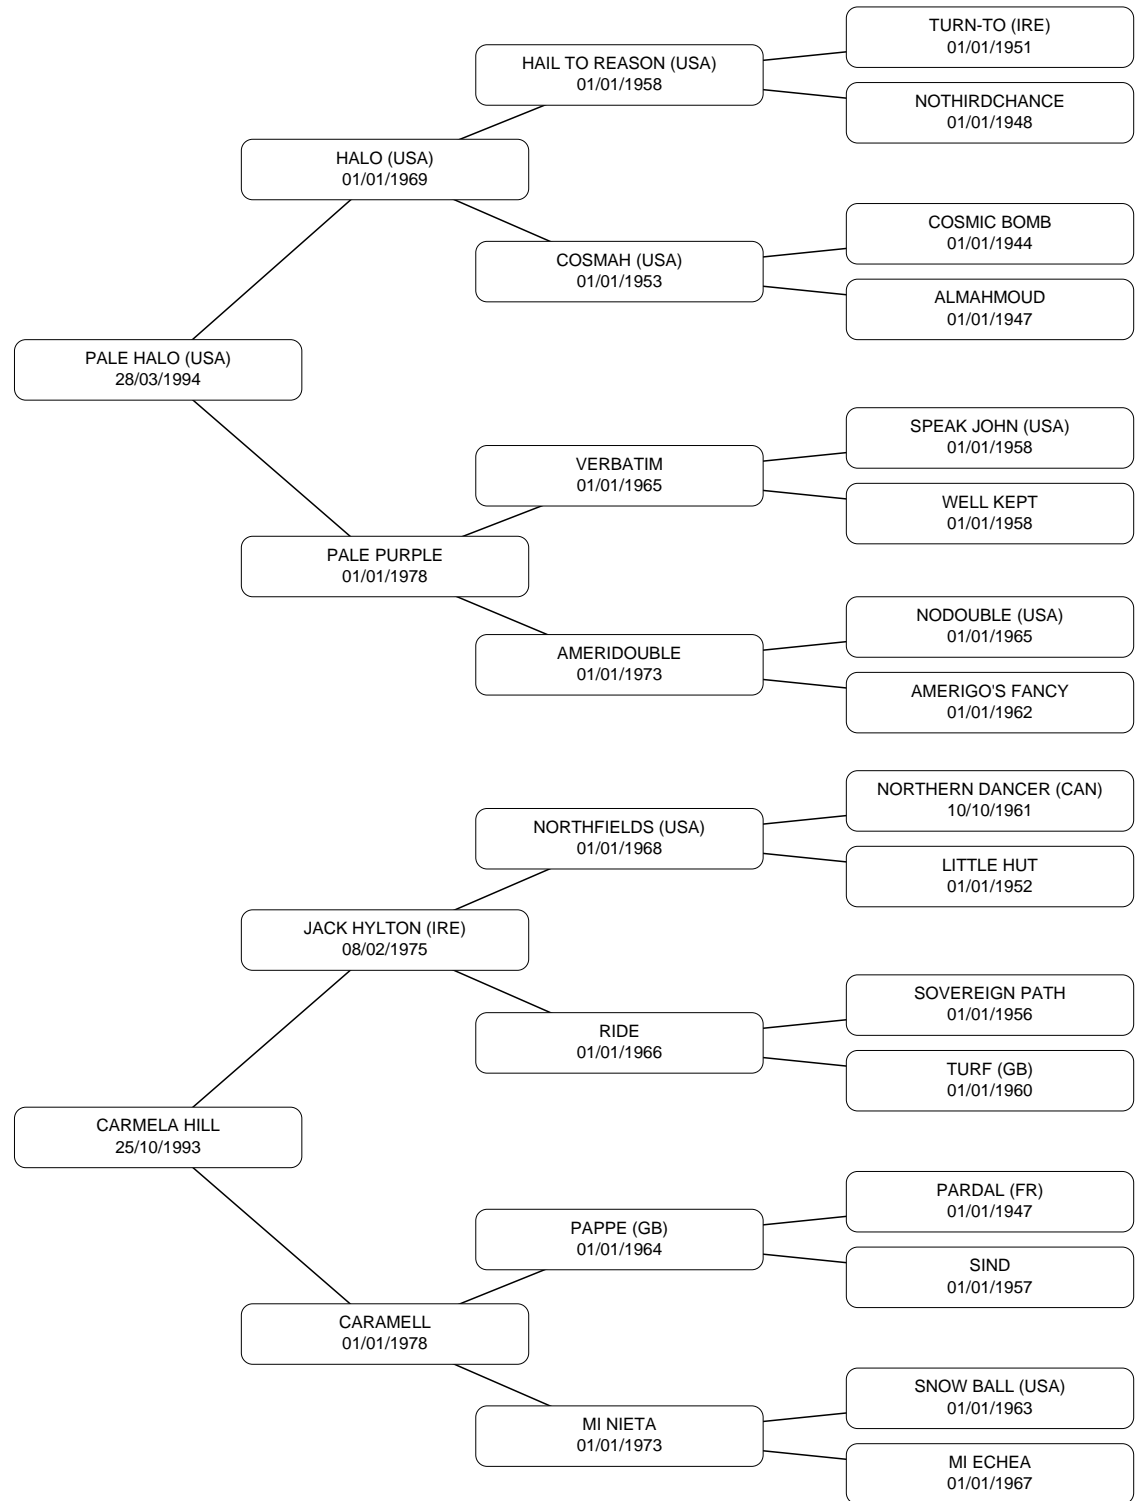 TURN-TO (IRE)
01/01/1951
HAIL TO REASON (USA)
01/01/1958
NOTHIRDCHANCE
01/01/1948
HALO (USA)
01/01/1969
COSMIC BOMB
01/01/1944
COSMAH (USA)
01/01/1953
ALMAHMOUD
01/01/1947
PALE HALO (USA)
28/03/1994
SPEAK JOHN (USA)
01/01/1958
VERBATIM
01/01/1965
WELL KEPT
01/01/1958
PALE PURPLE
01/01/1978
NODOUBLE (USA)
01/01/1965
AMERIDOUBLE
01/01/1973
AMERIGO'S FANCY
01/01/1962
NORTHERN DANCER (CAN)
10/10/1961
NORTHFIELDS (USA)
01/01/1968
LITTLE HUT
01/01/1952
JACK HYLTON (IRE)
08/02/1975
SOVEREIGN PATH
01/01/1956
RIDE
01/01/1966
TURF (GB)
01/01/1960
CARMELA HILL
25/10/1993
PARDAL (FR)
01/01/1947
PAPPE (GB)
01/01/1964
SIND
01/01/1957
CARAMELL
01/01/1978
SNOW BALL (USA)
01/01/1963
MI NIETA
01/01/1973
MI ECHEA
01/01/1967